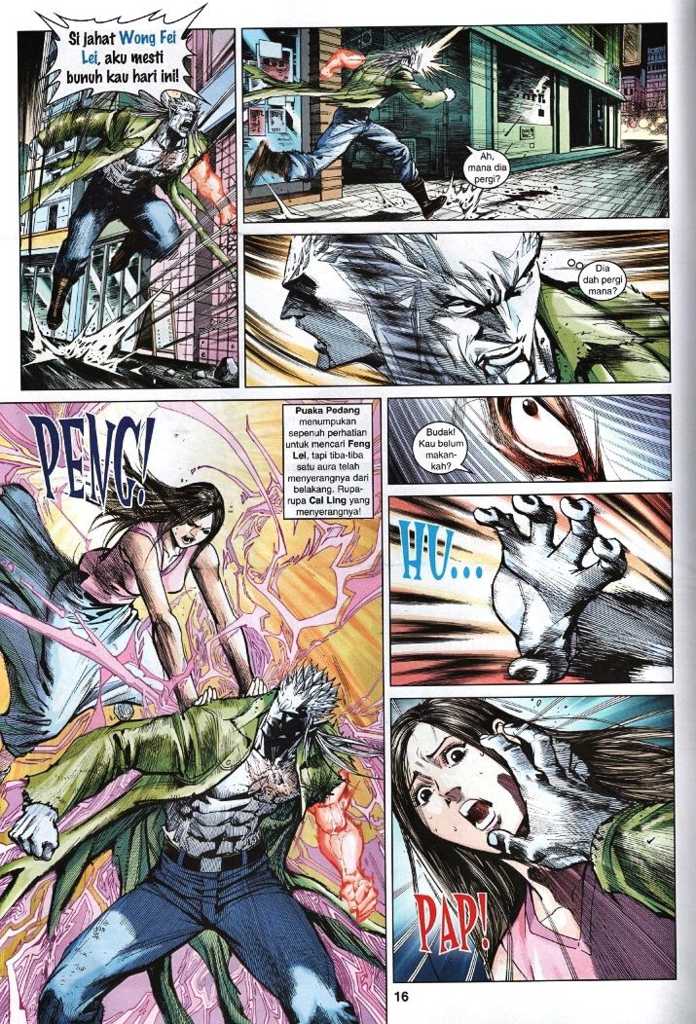 Si jahat Wong Fei
Lei, aku mesti
bunuh kau hari ini!
Ah,
mana dia
pergi?
Dia
dah pergi
mana?
PENG!
Puaka Pedang
menumpukan
sepenuh perhatian
untuk mencari Feng
Lei, tapi tiba-tiba
satu aura telah
menyerangnya dari
belakang. Rupa-
rupa Cai Ling yang
menyerangnya!
Budak!
Kau belum
makan-
kah?
HU...
PAP!
16